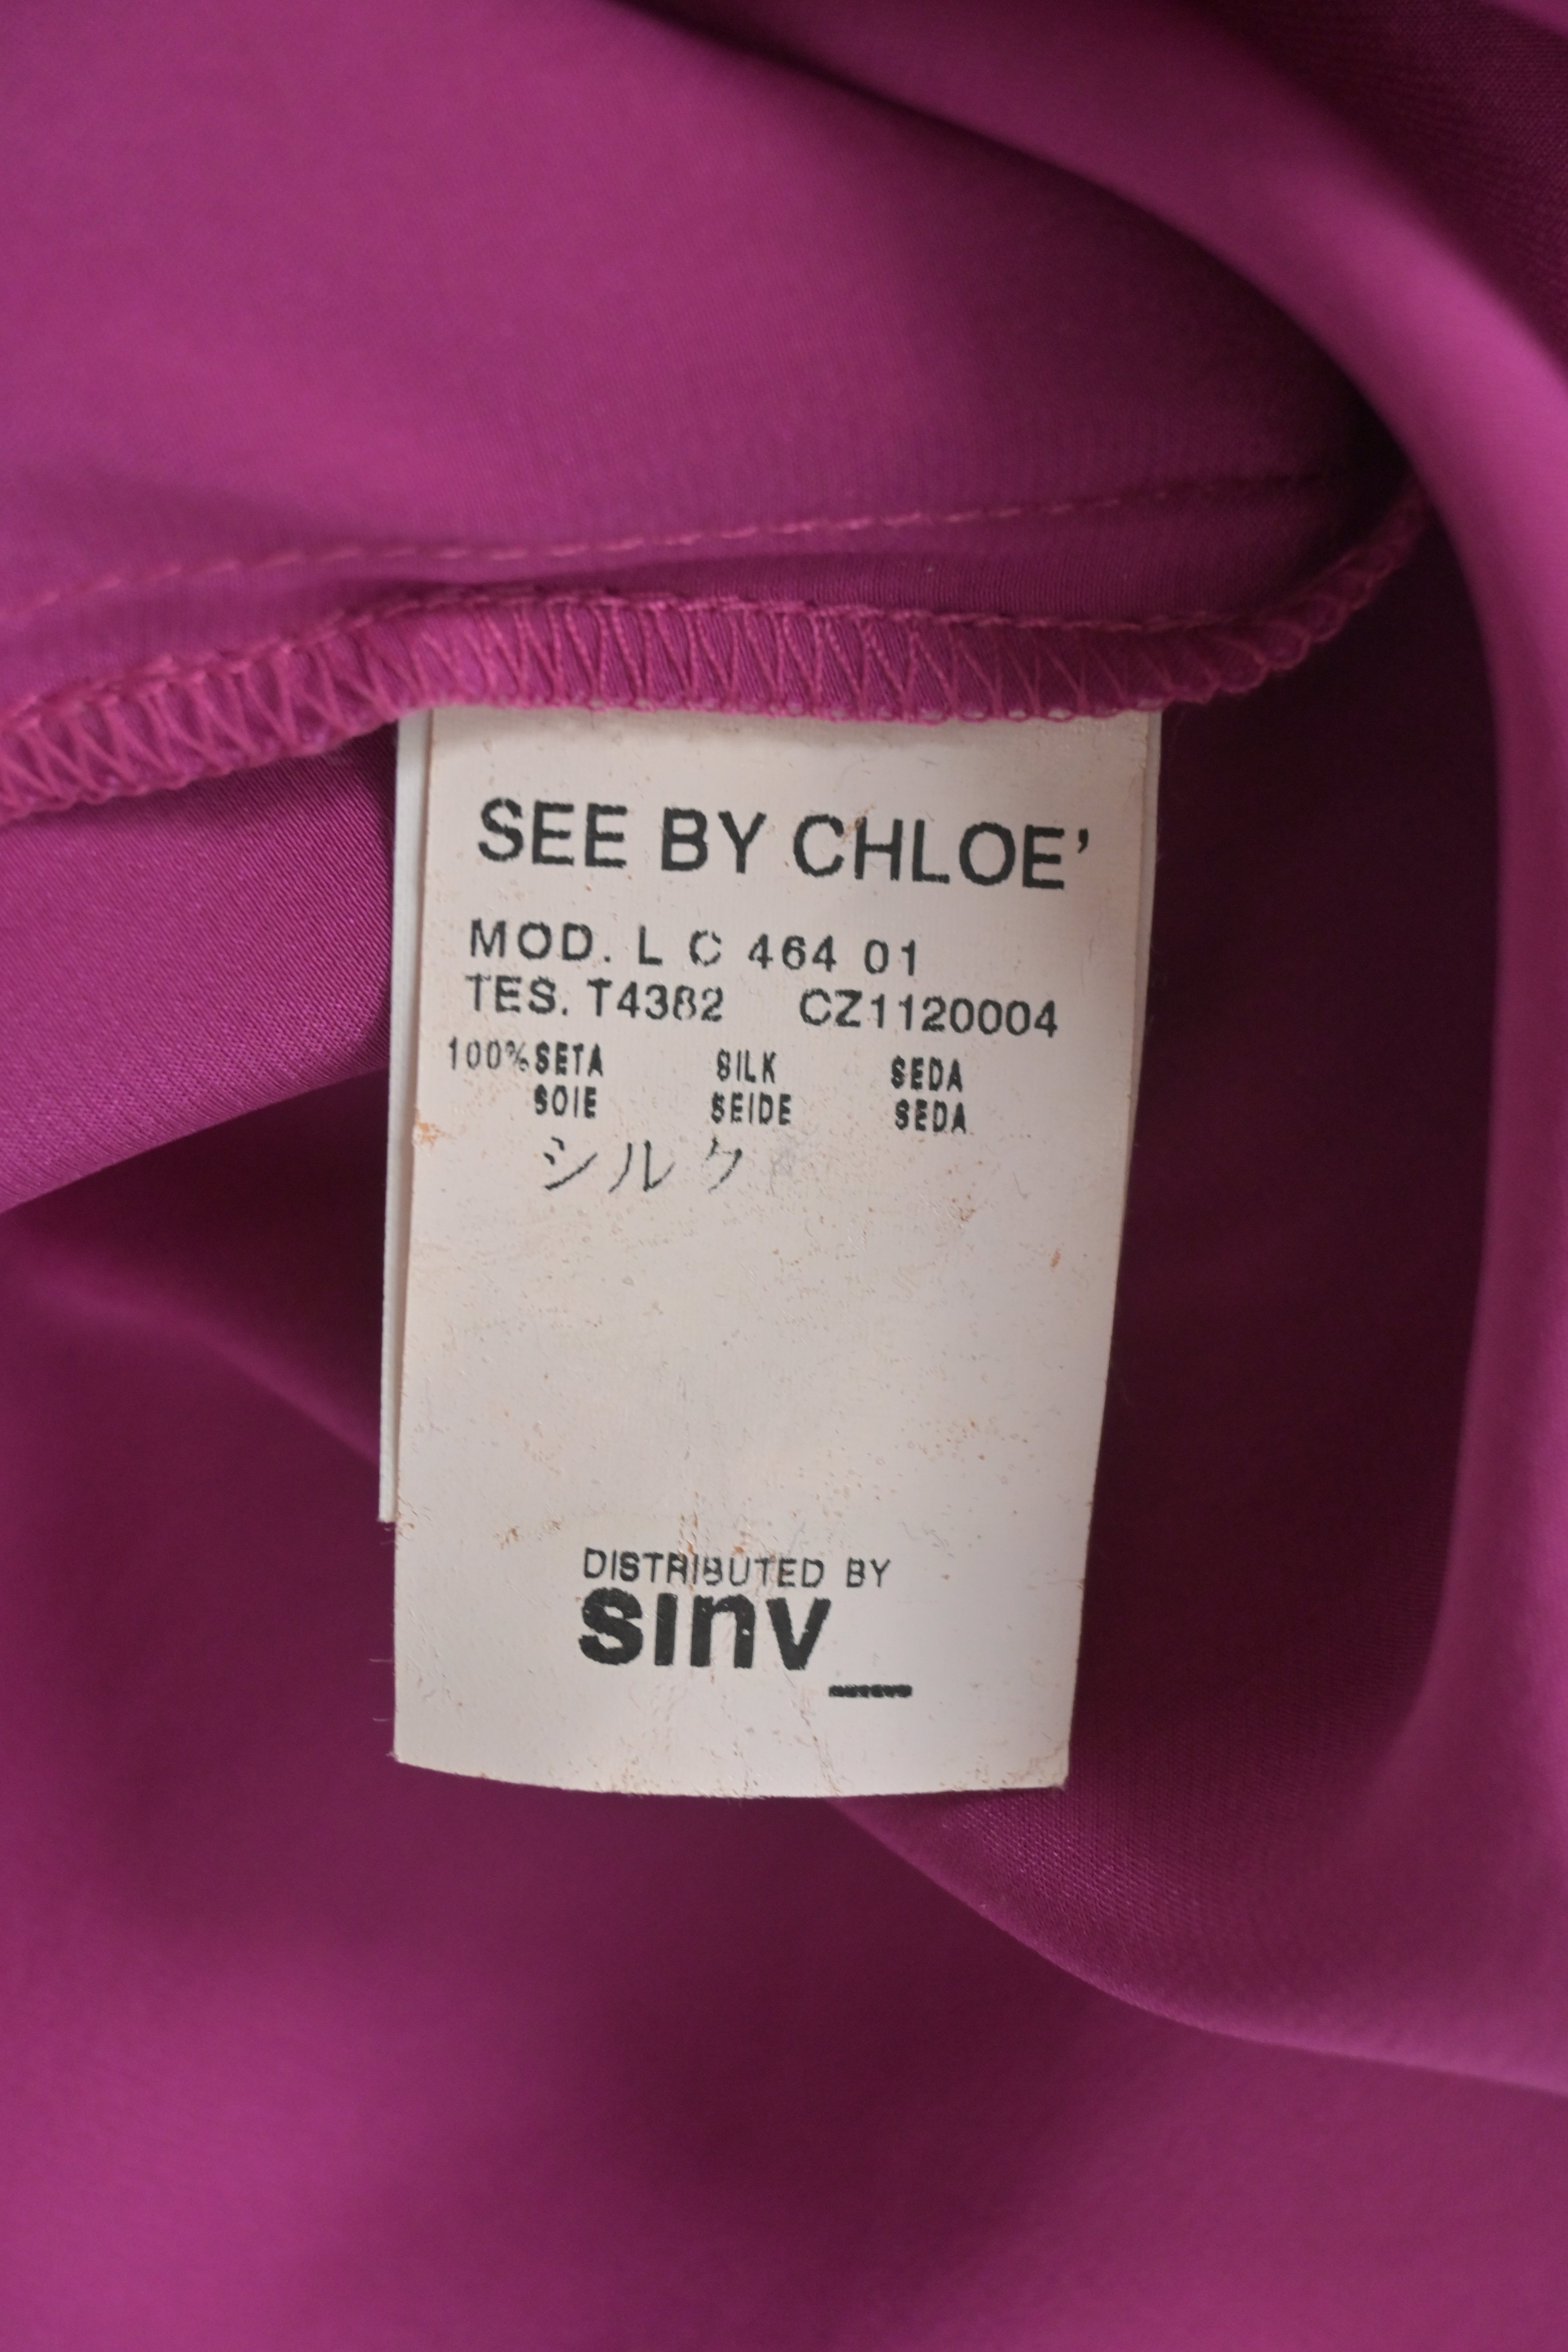 SEE BY CHLOE'
MOD. L C 464 01
TES. T4382 CZ1120004
100% SETA SILK SEDA
SOIE SEIDE SEDA
シルク
DISTRIBUTED BY
sinv_